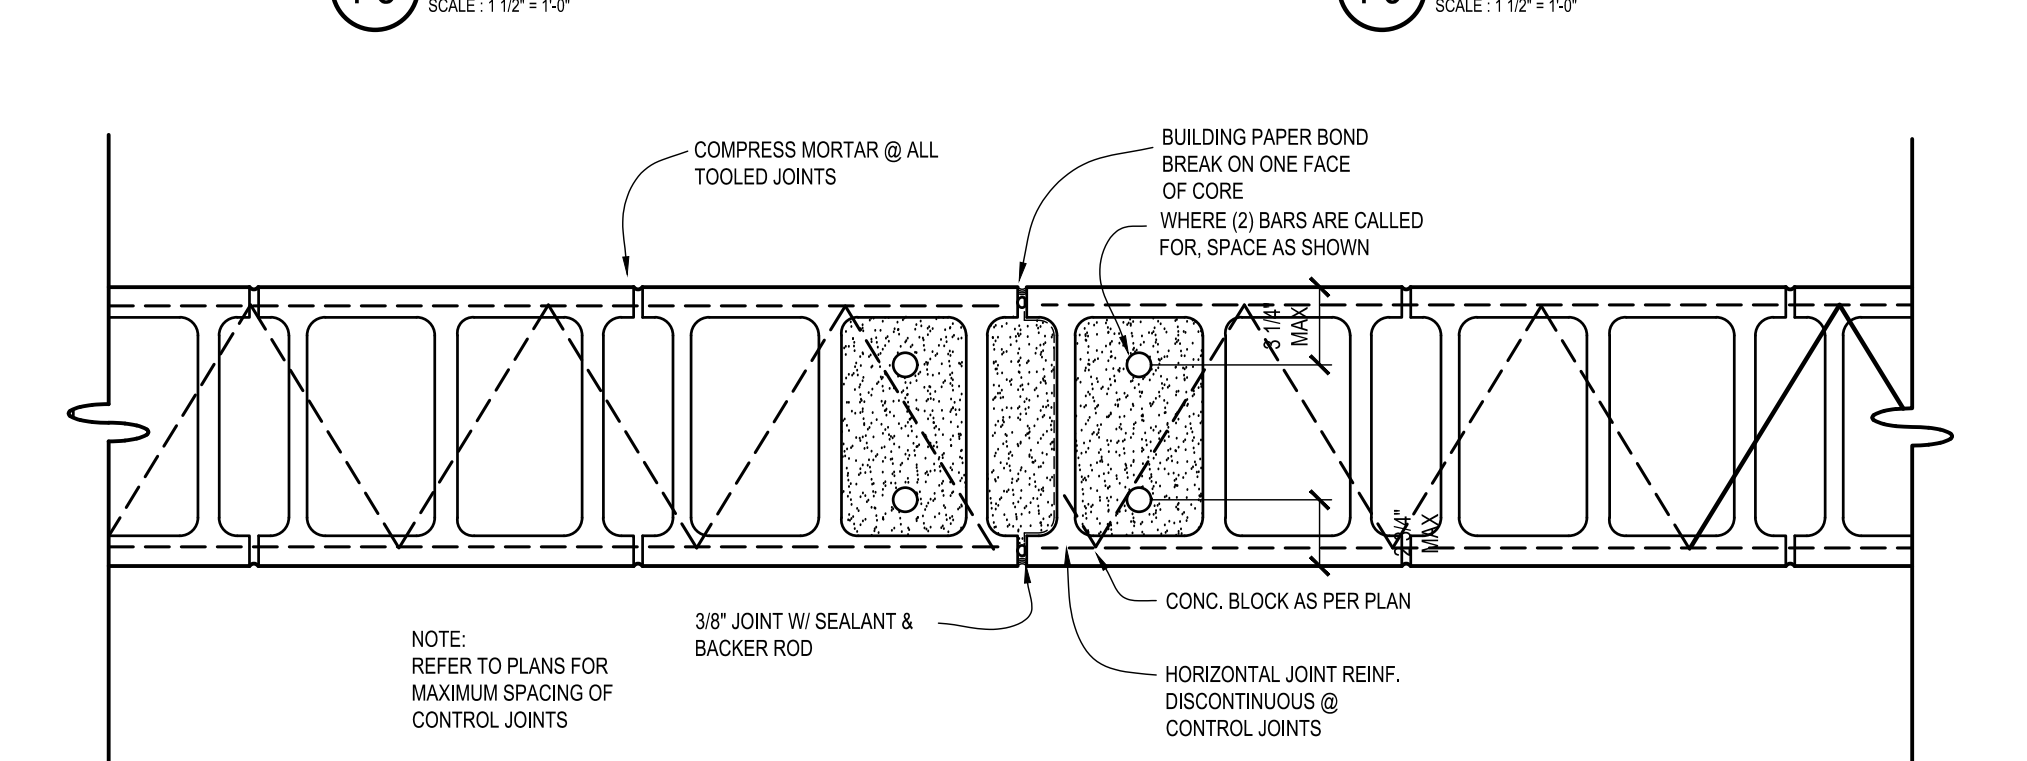 SCALE : 1 1/2" = 1'-0"
SCALE : 1 1/2" = 1'-0"
COMPRESS MORTAR @ ALL
TOOLED JOINTS
BUILDING PAPER BOND
BREAK ON ONE FACE
OF CORE
WHERE (2) BARS ARE CALLED
FOR, SPACE AS SHOWN
1/4"
MAX
3/4"
MAX
CONC. BLOCK AS PER PLAN
3/8" JOINT W/ SEALANT &
BACKER ROD
NOTE:
REFER TO PLANS FOR
MAXIMUM SPACING OF
CONTROL JOINTS
HORIZONTAL JOINT REINF.
DISCONTINUOUS @
CONTROL JOINTS